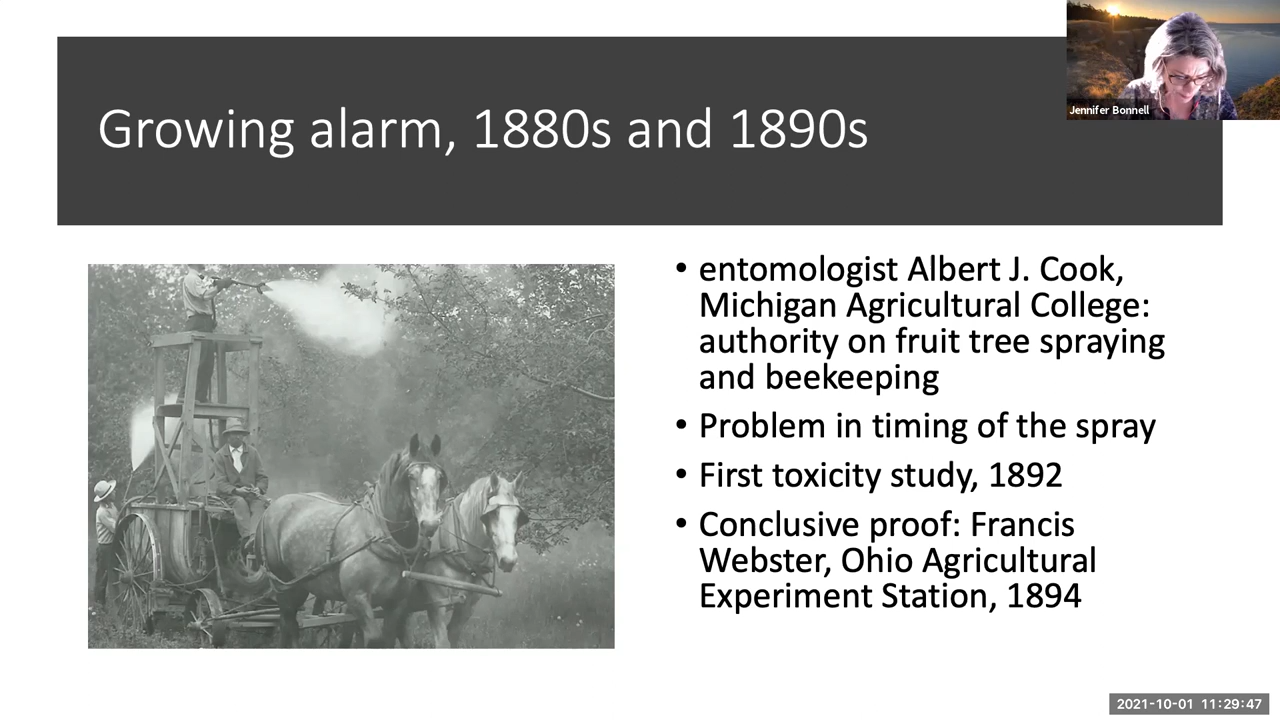 Jennifer Bonnell
Growing alarm, 1880s and 1890s
• entomologist Albert J. Cook,
Michigan Agricultural College:
authority on fruit tree spraying
and beekeeping
• Problem in timing of the spray
• First toxicity study, 1892
• Conclusive proof: Francis
Webster, Ohio Agricultural
Experiment Station, 1894
2021-10-01 11:29:47